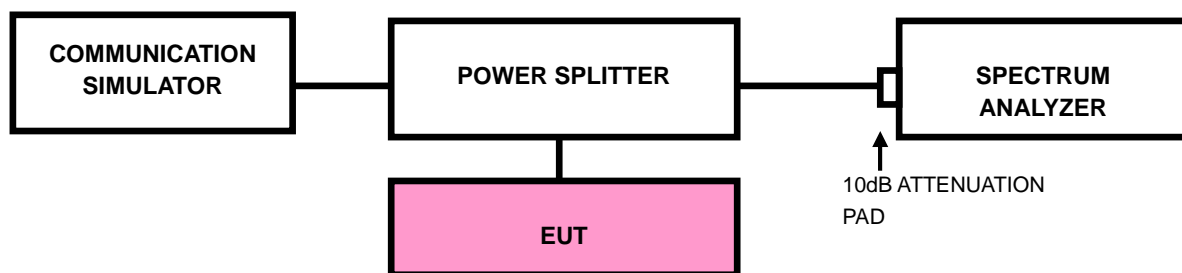 COMMUNICATION
SIMULATOR
POWER SPLITTER
SPECTRUM
ANALYZER
10dB ATTENUATION
PAD
EUT